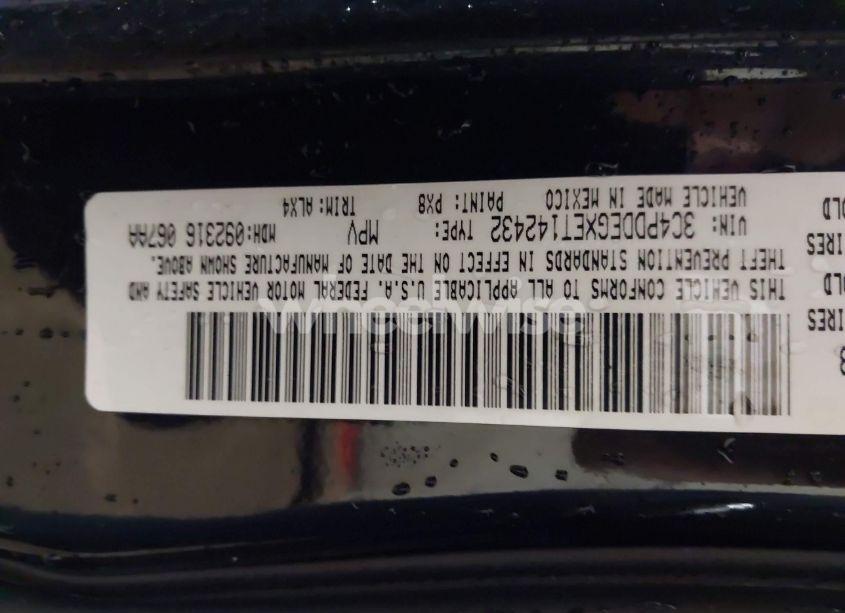 THIS VEHICLE CONFORMS TO ALL APPLICABLE U.S.A. FEDERAL MOTOR VEHICLE SAFETY AND
THEFT PREVENTION STANDARDS IN EFFECT ON THE DATE OF MANUFACTURE SHOWN ABOVE.
VIN: 3C4PDDEGXET142432 TYPE: MPV MDH: 092316 067AA
VEHICLE MADE IN MEXICO PAINT: PX8 TRIM: ALX4
wheelwise